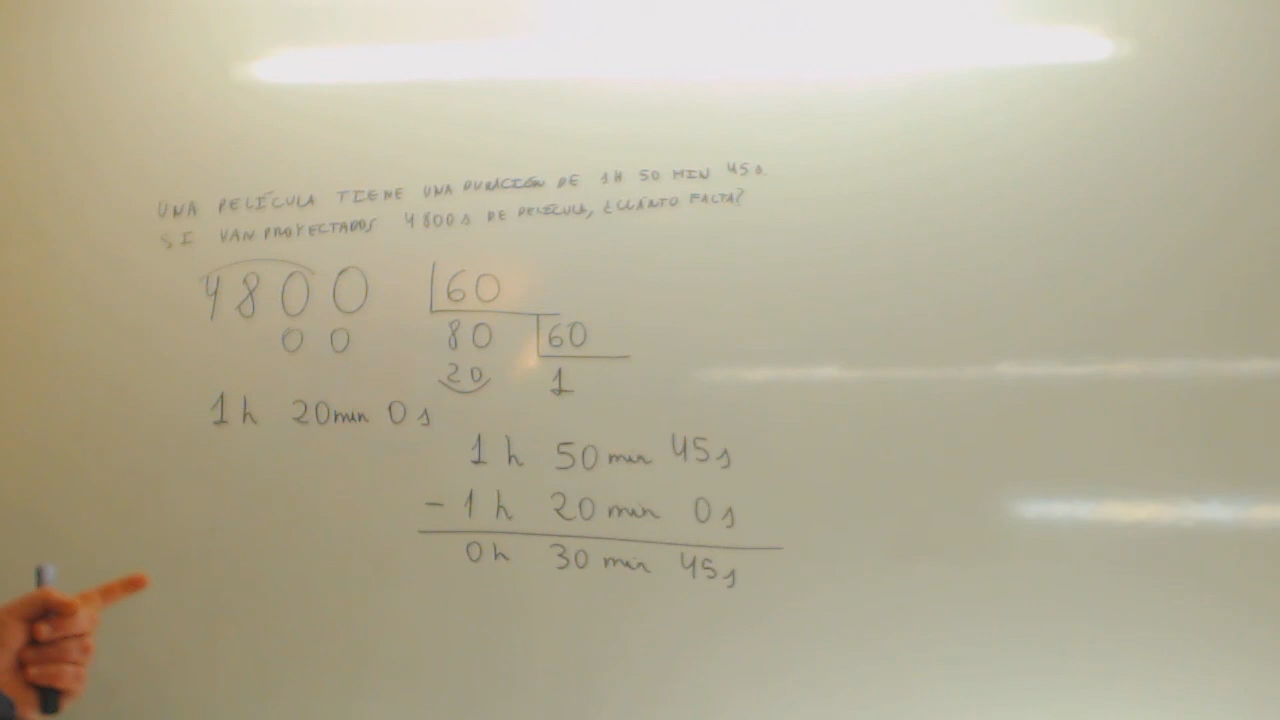 UNA PELÍCULA TIENE UNA DURACIÓN DE 1H 50 MIN 45s.
SI VAN PROYECTADOS 4800s DE PELÍCULA, ¿CUÁNTO FALTA?
4800 60
00 80 60
20 1
1h 20min 0s
1h 50min 45s
- 1h 20min 0s
0h 30min 45s